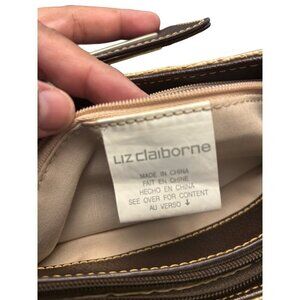 liz claiborne
MADE IN CHINA
FAIT EN CHINE
HECHO EN CHINA
SEE OVER FOR CONTENT
AU VERSO ↓